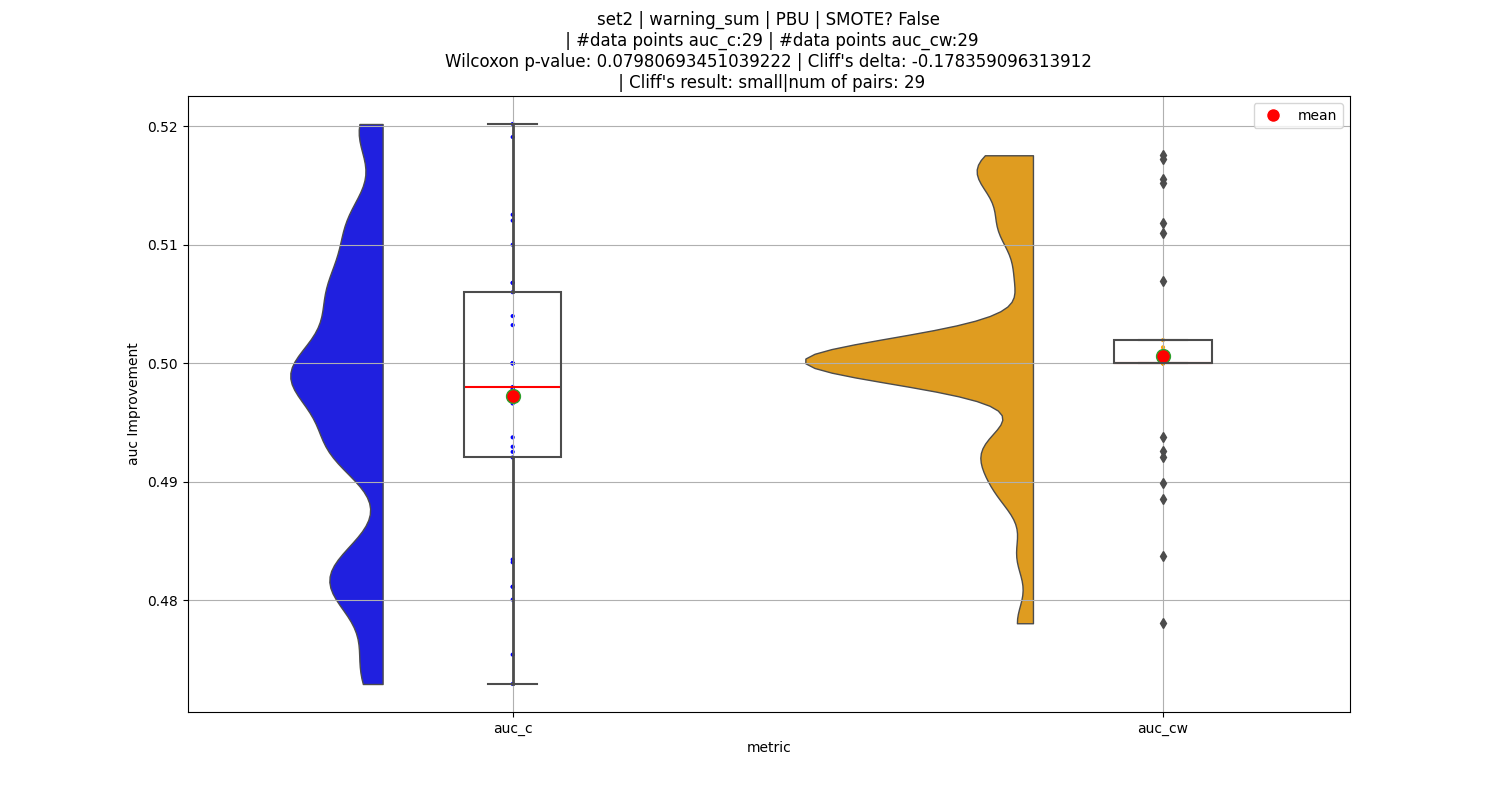 set2 | warning_sum | PBU | SMOTE? False
| #data points auc_c:29 | #data points auc_cw:29
Wilcoxon p-value: 0.07980693451039222 | Cliff's delta: -0.178359096313912
| Cliff's result: small|num of pairs: 29
mean
0.52
0.51
0.50
0.49
0.48
auc Improvement
auc_c
auc_cw
metric